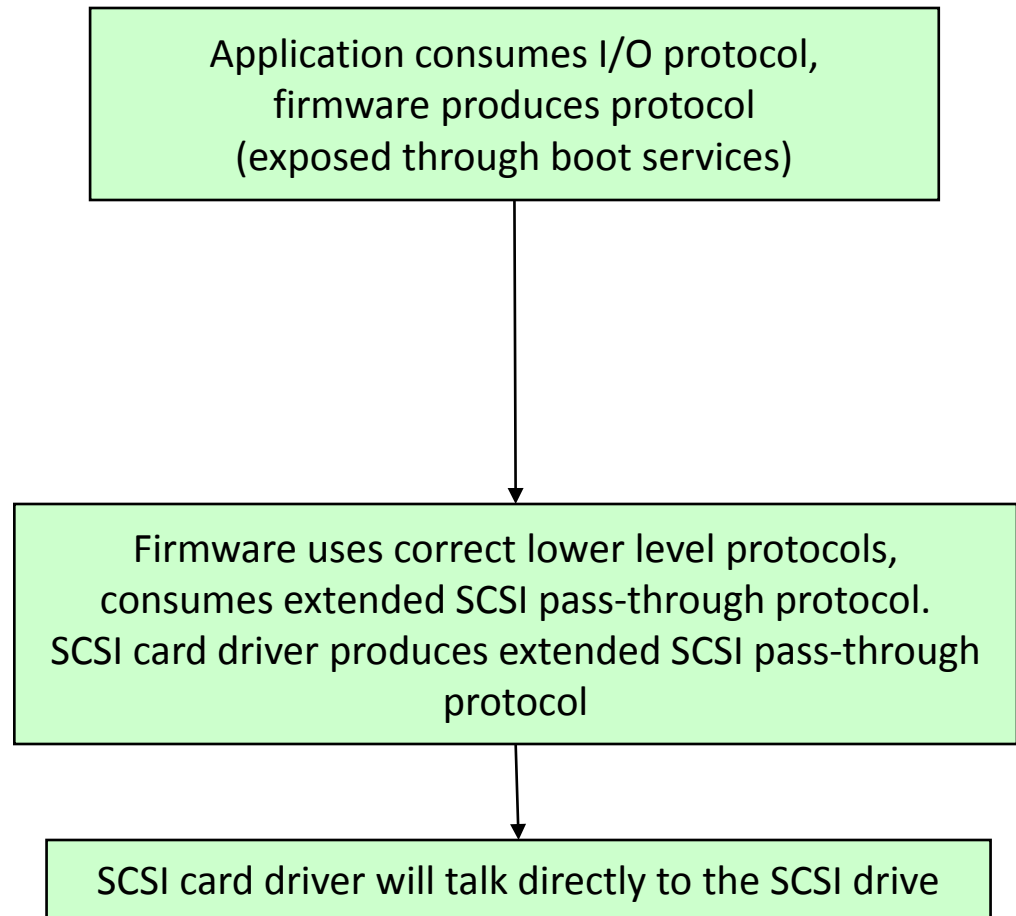 Application consumes I/O protocol,
firmware produces protocol
(exposed through boot services)
Firmware uses correct lower level protocols,
consumes extended SCSI pass-through protocol.
SCSI card driver produces extended SCSI pass-through
protocol
SCSI card driver will talk directly to the SCSI drive